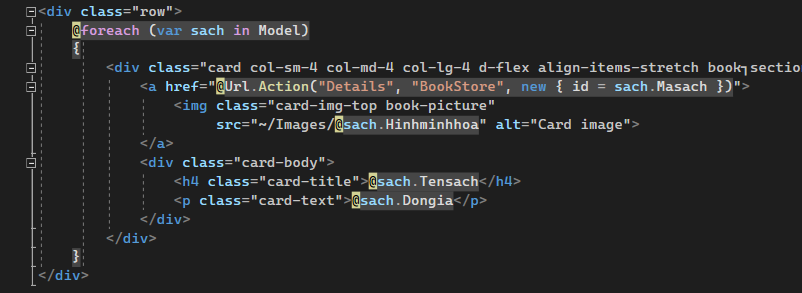 <div class="row">
@foreach (var sach in Model)
{
<div class="card col-sm-4 col-md-4 col-lg-4 d-flex align-items-stretch book-section
<a href="@Url.Action("Details", "BookStore", new { id = sach.Masach })">
<img class="card-img-top book-picture"
src="~/Images/@sach.Hinhminhhoa" alt="Card image">
</a>
<div class="card-body">
<h4 class="card-title">@sach.Tensach</h4>
<p class="card-text">@sach.Dongia</p>
</div>
</div>
}
</div>